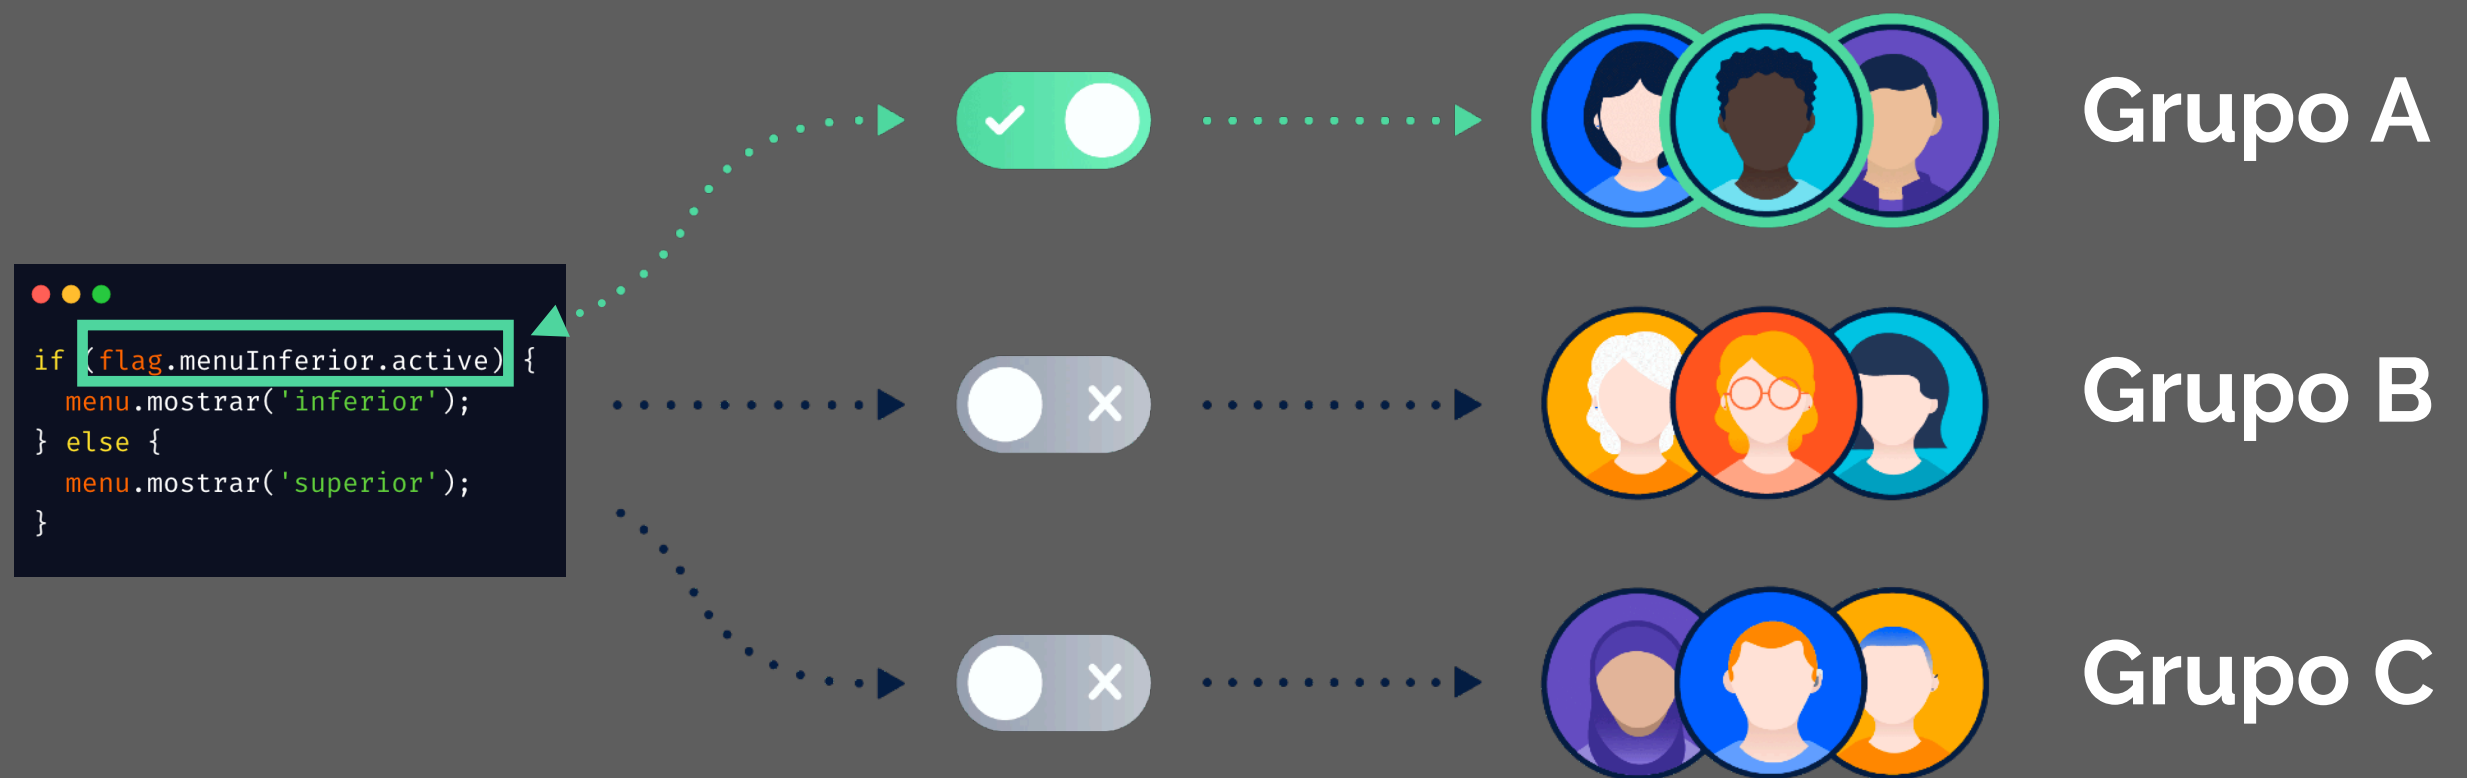 if (flag.menuInferior.active) {
menu.mostrar('inferior');
} else {
menu.mostrar('superior');
}
Grupo A
Grupo B
Grupo C